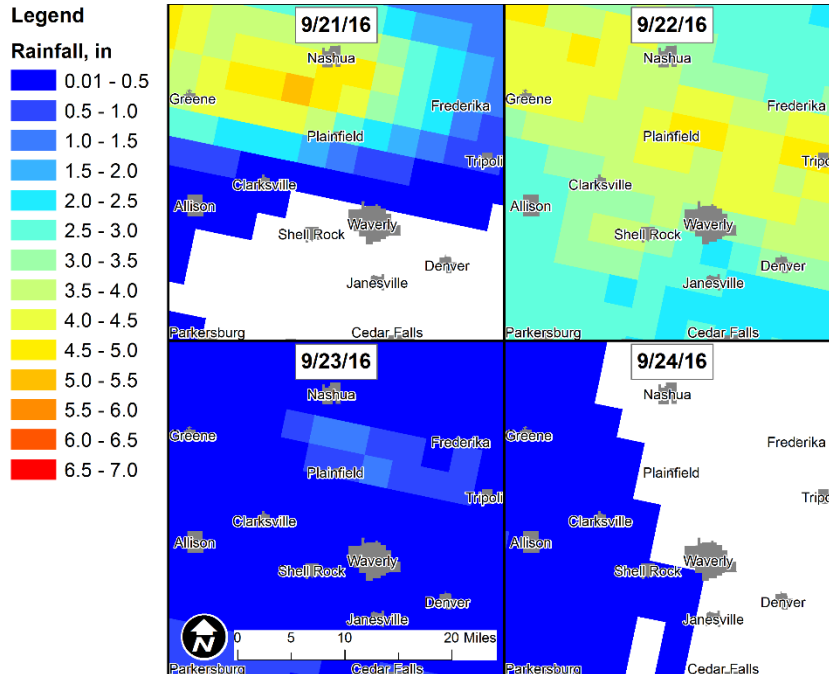 Legend
Rainfall, in
0.01 - 0.5
0.5 - 1.0
1.0 - 1.5
1.5 - 2.0
2.0 - 2.5
2.5 - 3.0
3.0 - 3.5
3.5 - 4.0
4.0 - 4.5
4.5 - 5.0
5.0 - 5.5
5.5 - 6.0
6.0 - 6.5
6.5 - 7.0
9/21/16
Nashua
Greene
Frederika
Plainfield
Tripoli
Clarksville
Allison
Waverly
Shell Rock
Denver
Janesville
Parkersburg
Cedar Falls
9/22/16
Nashua
Greene
Frederika
Plainfield
Tripo
Clarksville
Allison
Waverly
Shell Rock
Denver
Janesville
Parkersburg
Cedar Falls
9/23/16
Nashua
Greene
Frederika
Plainfield
Tripoli
Clarksville
Allison
Waverly
Shell Rock
Denver
Janesville
N
0 5 10 20 Miles
Parkersburg
Cedar Falls
9/24/16
Nashua
Greene
Frederika
Plainfield
Tripo
Clarksville
Allison
Waverly
Shell Rock
Denver
Janesville
Parkersburg
Cedar Falls